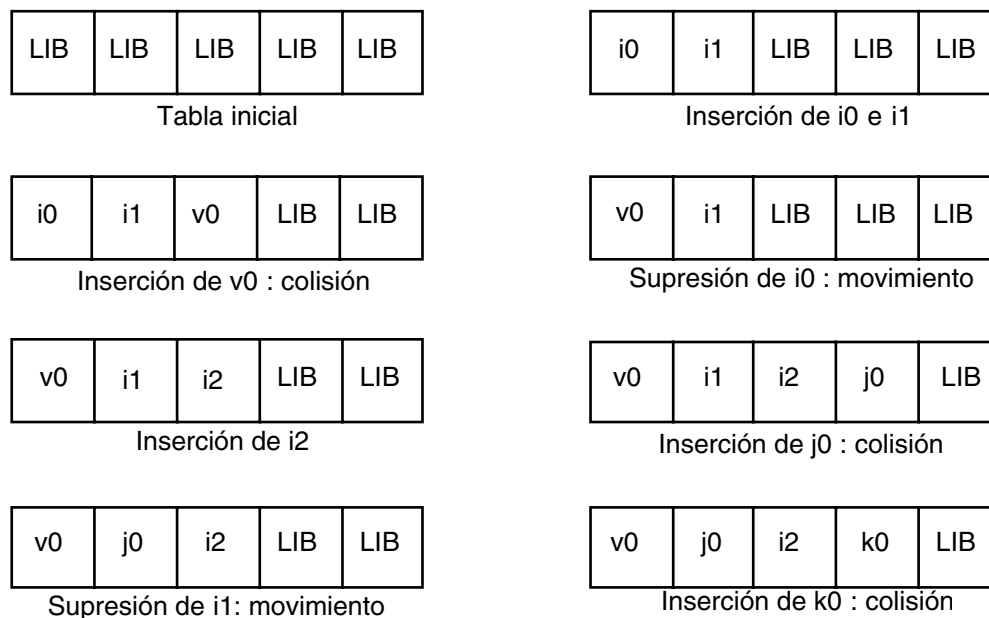 LIB LIB LIB LIB LIB
Tabla inicial
i0 i1 LIB LIB LIB
Inserción de i0 e i1
i0 i1 v0 LIB LIB
Inserción de v0 : colisión
v0 i1 LIB LIB LIB
Supresión de i0 : movimiento
v0 i1 i2 LIB LIB
Inserción de i2
v0 i1 i2 j0 LIB
Inserción de j0 : colisión
v0 j0 i2 LIB LIB
Supresión de i1: movimiento
v0 j0 i2 k0 LIB
Inserción de k0 : colisión